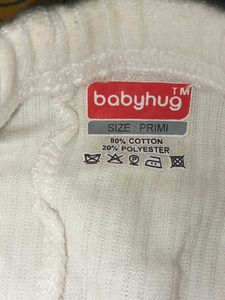 babyhug TM
SIZE : PRIMI
80% COTTON
20% POLYESTER